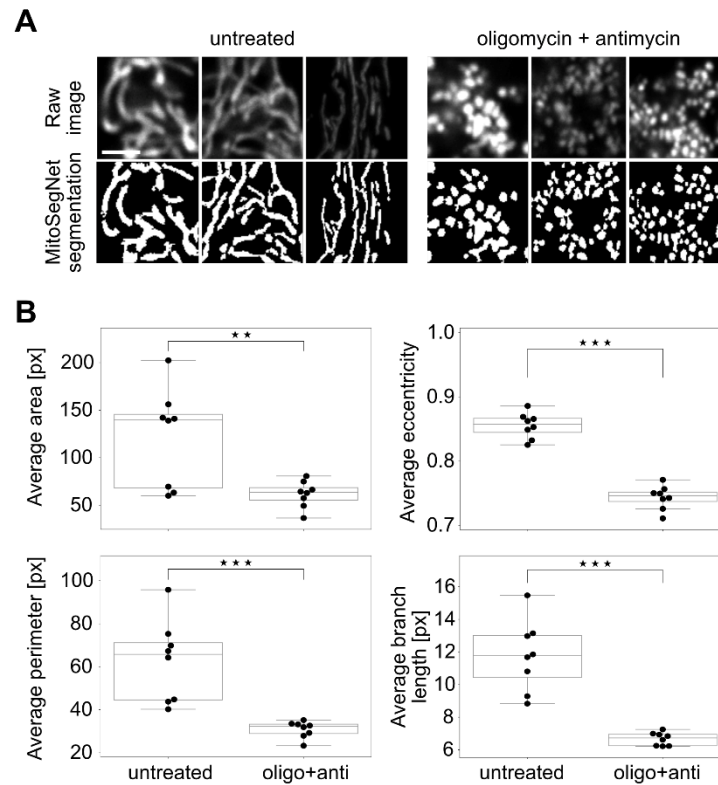 A
untreated
oligomycin + antimycin
Raw
image
MitoSegNet
segmentation
B
Average area [px]
200
150
100
50
★ ★
Average eccentricity
1.0
0.9
0.8
0.7
★ ★ ★
Average perimeter [px]
100
80
60
40
20
★ ★ ★
untreated
oligo+anti
Average branch
length [px]
16
14
12
10
8
6
★ ★ ★
untreated
oligo+anti